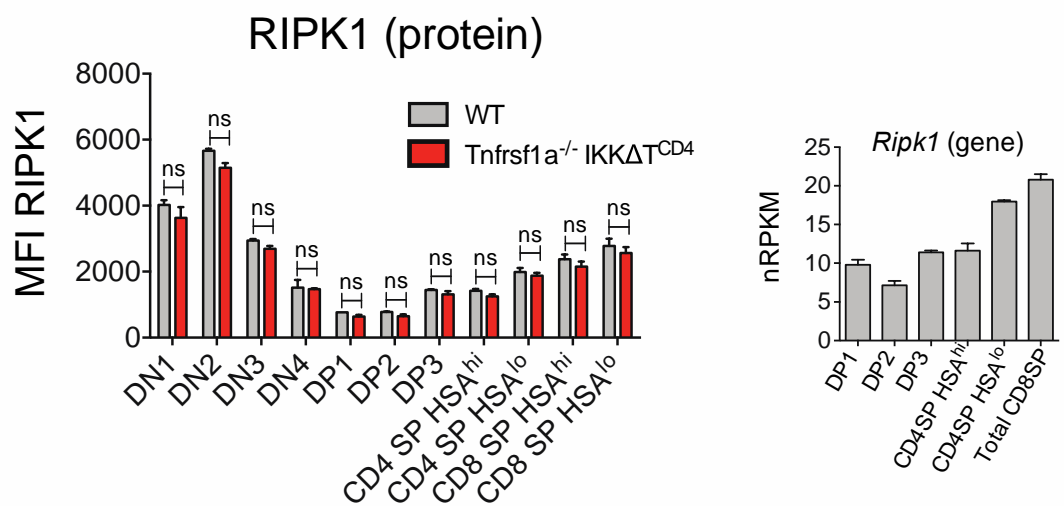 RIPK1 (protein)
MFI RIPK1
8000
6000
4000
2000
0
WT
Tnfrsf1a-/- IKKΔTCD4
ns
ns
ns
ns
ns
ns
ns
ns
ns
ns
ns
DN1
DN2
DN3
DN4
DP1
DP2
DP3
CD4 SP HSAhi
CD4 SP HSAlo
CD8 SP HSAhi
CD8 SP HSAlo
Ripk1 (gene)
nRPKM
25
20
15
10
5
0
DP1
DP2
DP3
CD4SP HSAhi
CD4SP HSAlo
Total CD8SP